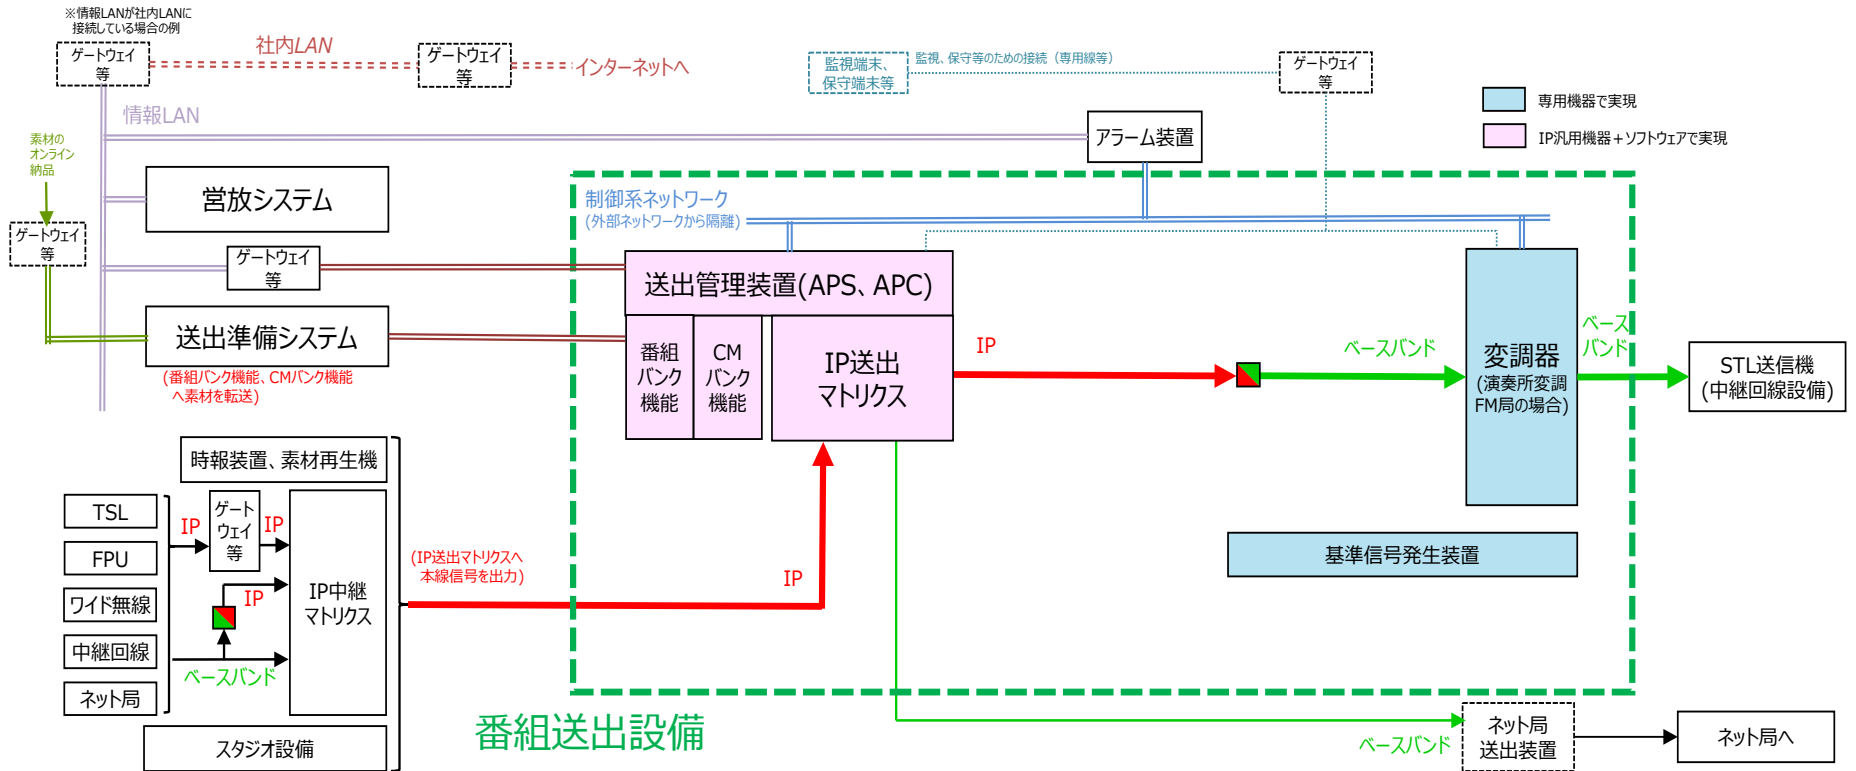 ※情報LANが社内LANに
接続している場合の例
ゲートウェイ
等
社内LAN
ゲートウェイ
等
インターネットへ
監視端末、
保守端末等
監視、保守等のための接続（専用線等）
ゲートウェイ
等
専用機器で実現
IP汎用機器＋ソフトウェアで実現
情報LAN
アラーム装置
素材の
オンライン
納品
営放システム
制御系ネットワーク
(外部ネットワークから隔離)
ゲートウェイ
等
ゲートウェイ
等
送出管理装置(APS、APC)
送出準備システム
(番組バンク機能、CMバンク機能
へ素材を転送)
番組
バンク
機能
CM
バンク
機能
IP送出
マトリクス
IP
ベースバンド
変調器
(演奏所変調
FM局の場合)
ベース
バンド
STL送信機
(中継回線設備)
時報装置、素材再生機
TSL
FPU
ワイド無線
中継回線
ネット局
IP
ゲート
ウェイ
等
IP
IP
ベースバンド
IP中継
マトリクス
スタジオ設備
(IP送出マトリクスへ
本線信号を出力)
IP
基準信号発生装置
番組送出設備
ベースバンド
ネット局
送出装置
ネット局へ